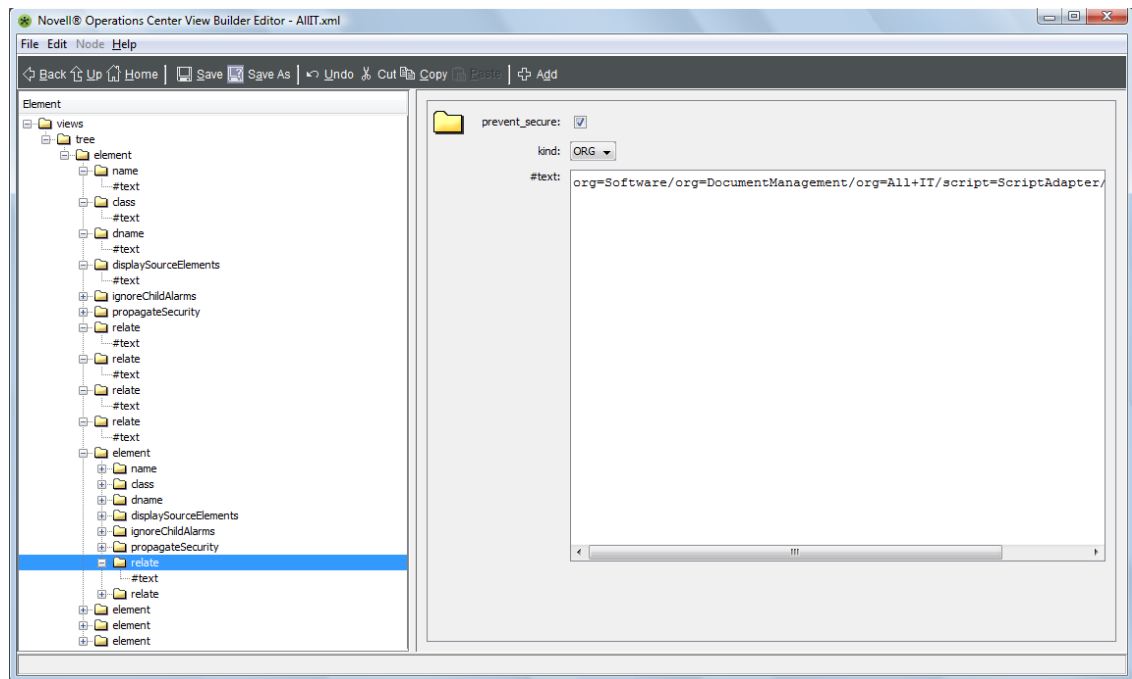 Novell® Operations Center View Builder Editor - AllIT.xml
File Edit Node Help
Back Up Home Save Save As Undo Cut Copy Paste Add
Element
views
tree
element
name
#text
class
#text
dname
#text
displaySourceElements
#text
ignoreChildAlarms
propagateSecurity
relate
#text
relate
#text
relate
#text
relate
#text
element
name
class
dname
displaySourceElements
ignoreChildAlarms
propagateSecurity
relate
#text
relate
element
element
element
prevent_secure:
kind: ORG
#text: org=Software/org=DocumentManagement/org=All+IT/script=ScriptAdapter/